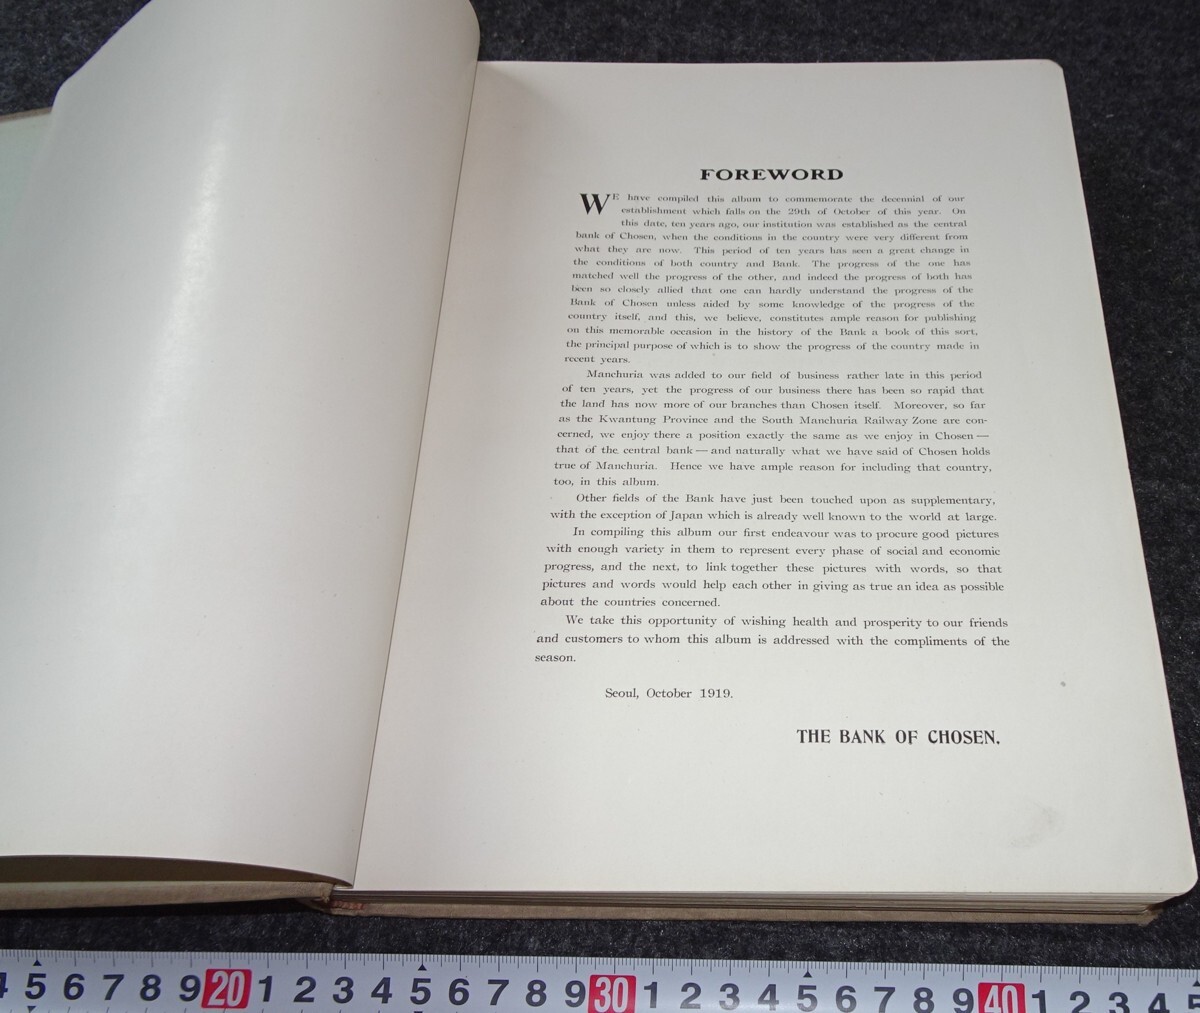 FOREWORD
WE have compiled this album to commemorate the decennial of our
establishment which falls on the 29th of October of this year. On
this date, ten years ago, our institution was established as the central
bank of Chosen, when the conditions in the country were very different from
what they are now. This period of ten years has seen a great change in
the conditions of both country and Bank. The progress of the one has
matched well the progress of the other, and indeed the progress of both has
been so closely allied that one can hardly understand the progress of the
Bank of Chosen unless aided by some knowledge of the progress of the
country itself, and this, we believe, constitutes ample reason for publishing
on this memorable occasion in the history of the Bank a book of this sort,
the principal purpose of which is to show the progress of the country made in
recent years.
Manchuria was added to our field of business rather late in this period
of ten years, yet the progress of our business there has been so rapid that
the land has now more of our branches than Chosen itself. Moreover, so far
as the Kwantung Province and the South Manchuria Railway Zone are con-
cerned, we enjoy there a position exactly the same as we enjoy in Chosen —
that of the central bank — and naturally what we have said of Chosen holds
true of Manchuria. Hence we have ample reason for including that country,
too, in this album.
Other fields of the Bank have just been touched upon as supplementary,
with the exception of Japan which is already well known to the world at large.
In compiling this album our first endeavour was to procure good pictures
with enough variety in them to represent every phase of social and economic
progress, and the next, to link together these pictures with words, so that
pictures and words would help each other in giving as true an idea as possible
about the countries concerned.
We take this opportunity of wishing health and prosperity to our friends
and customers to whom this album is addressed with the compliments of the
season.
Seoul, October 1919.
THE BANK OF CHOSEN.
4 5 6 7 8 9 20 1 2 3 4 5 6 7 8 9 30 1 2 3 4 5 6 7 8 9 40 1 2 3 4 5